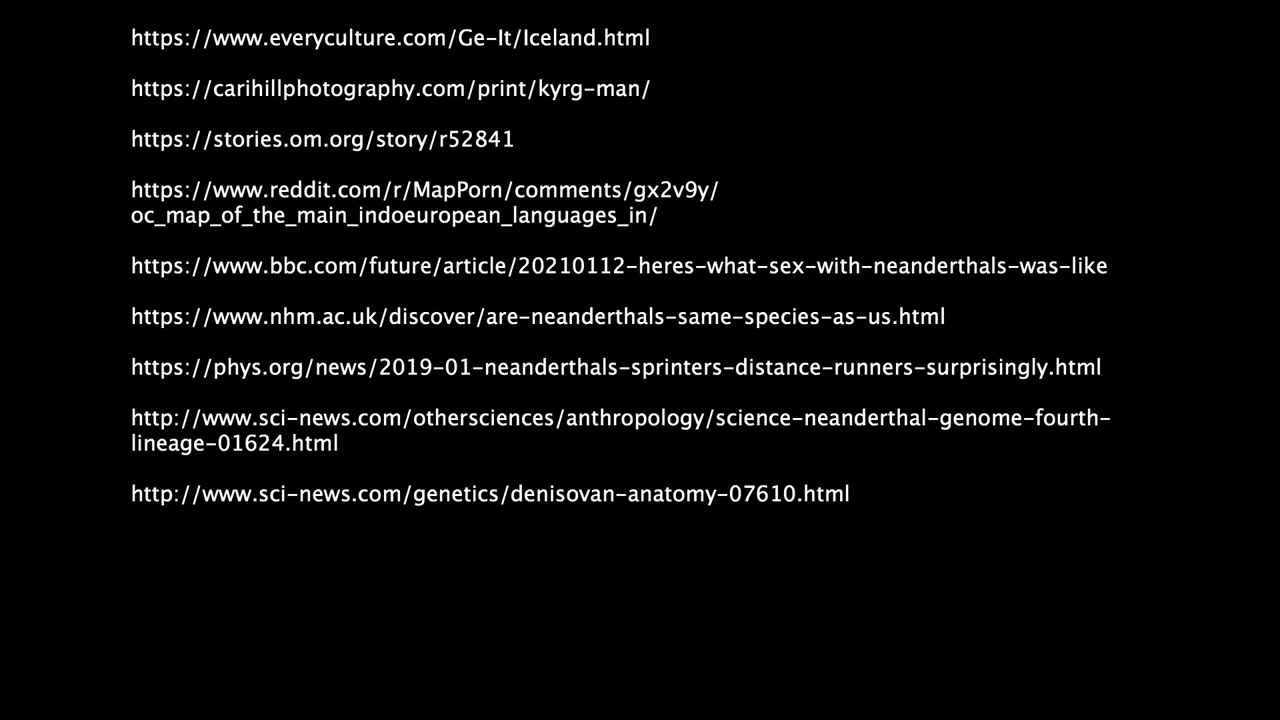 https://www.everyculture.com/Ge-It/Iceland.html
https://carihillphotography.com/print/kyrg-man/
https://stories.om.org/story/r52841
https://www.reddit.com/r/MapPorn/comments/gx2v9y/
oc_map_of_the_main_indoeuropean_languages_in/
https://www.bbc.com/future/article/20210112-heres-what-sex-with-neanderthals-was-like
https://www.nhm.ac.uk/discover/are-neanderthals-same-species-as-us.html
https://phys.org/news/2019-01-neanderthals-sprinters-distance-runners-surprisingly.html
http://www.sci-news.com/othersciences/anthropology/science-neanderthal-genome-fourth-
lineage-01624.html
http://www.sci-news.com/genetics/denisovan-anatomy-07610.html